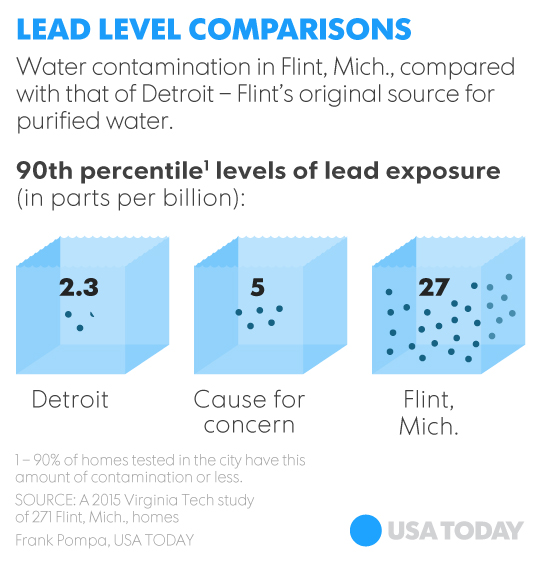 LEAD LEVEL COMPARISONS
Water contamination in Flint, Mich., compared
with that of Detroit – Flint's original source for
purified water.
90th percentile¹ levels of lead exposure
(in parts per billion):
2.3
5
27
Detroit
Cause for
concern
Flint,
Mich.
1 – 90% of homes tested in the city have this
amount of contamination or less.
SOURCE: A 2015 Virginia Tech study
of 271 Flint, Mich., homes
Frank Pompa, USA TODAY
USA TODAY